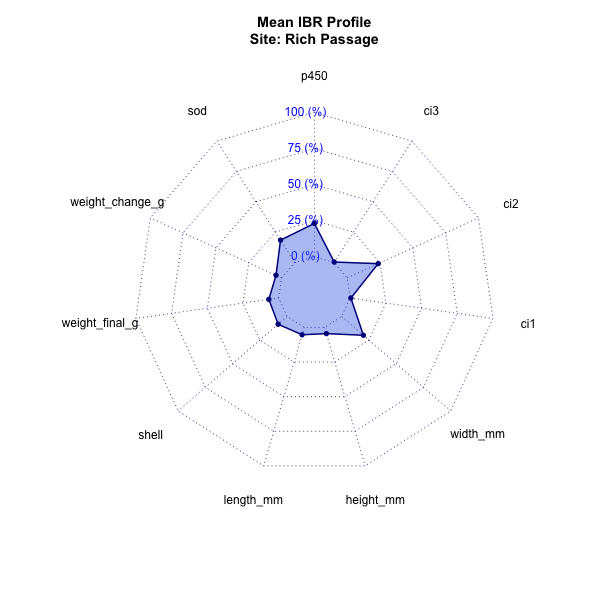 Mean IBR Profile
Site: Rich Passage
p450
sod
ci3
100 (%)
75 (%)
weight_change_g
ci2
50 (%)
25 (%)
0 (%)
weight_final_g
ci1
shell
width_mm
length_mm
height_mm